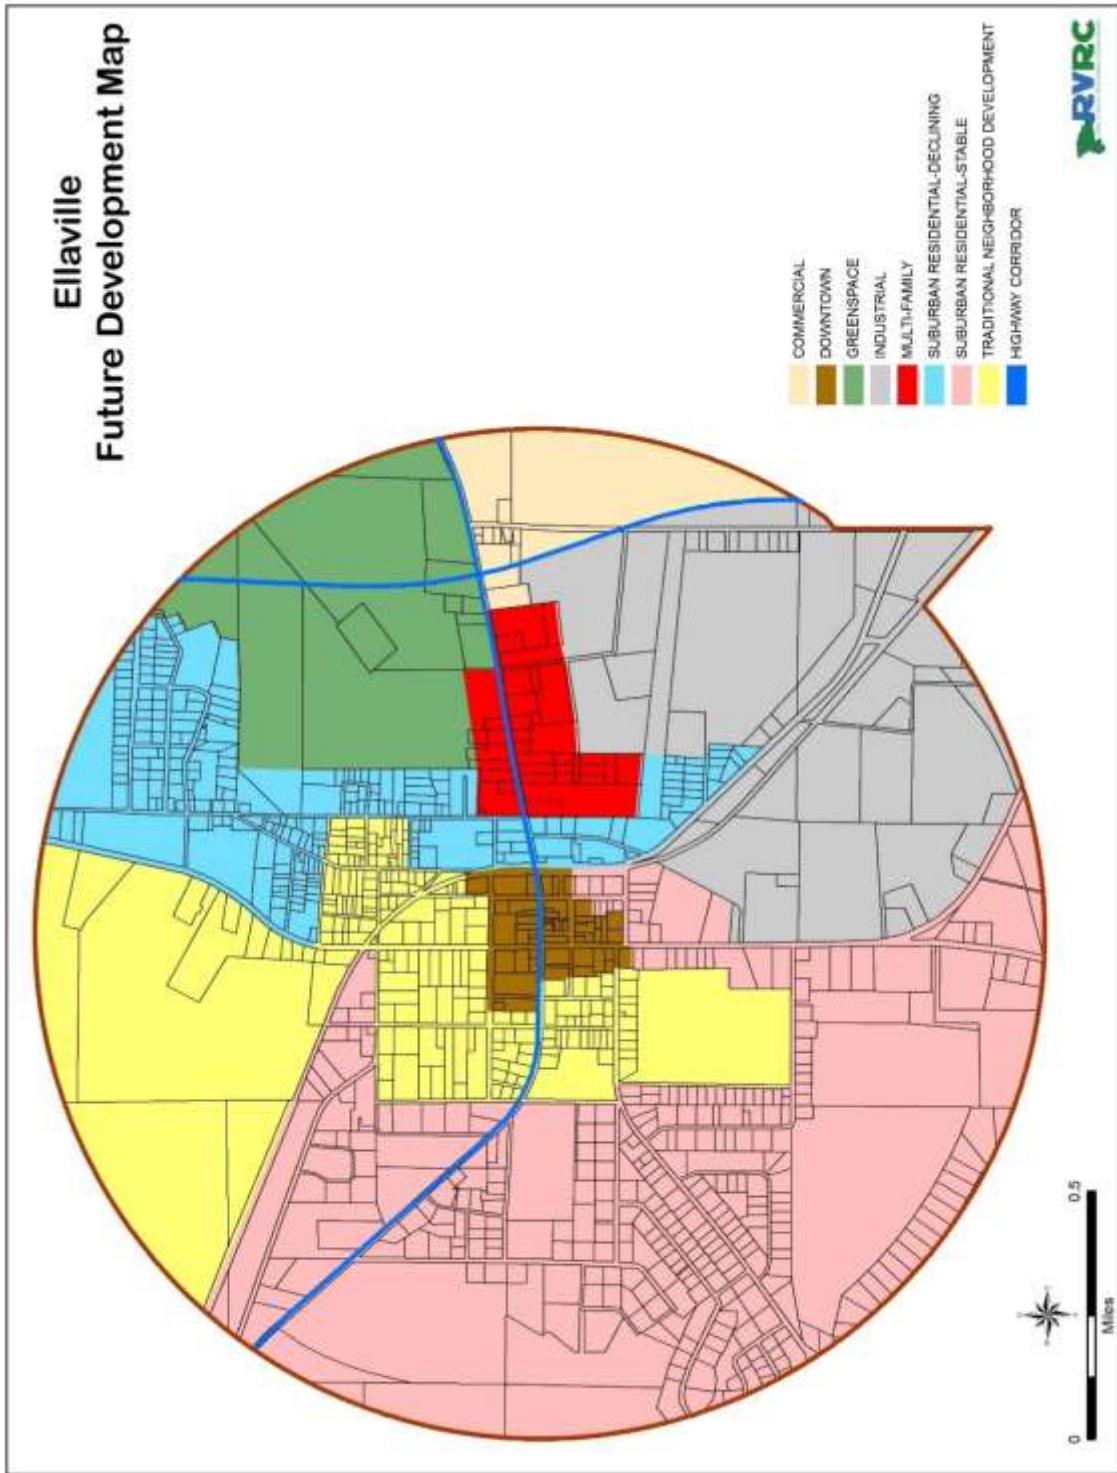 Ellaville
Future Development Map
COMMERCIAL
DOWNTOWN
GREENSPACE
INDUSTRIAL
MULTI-FAMILY
SUBURBAN RESIDENTIAL-DECLINING
SUBURBAN RESIDENTIAL-STABLE
TRADITIONAL NEIGHBORHOOD DEVELOPMENT
HIGHWAY CORRIDOR
0
0.5
Miles
RVRC